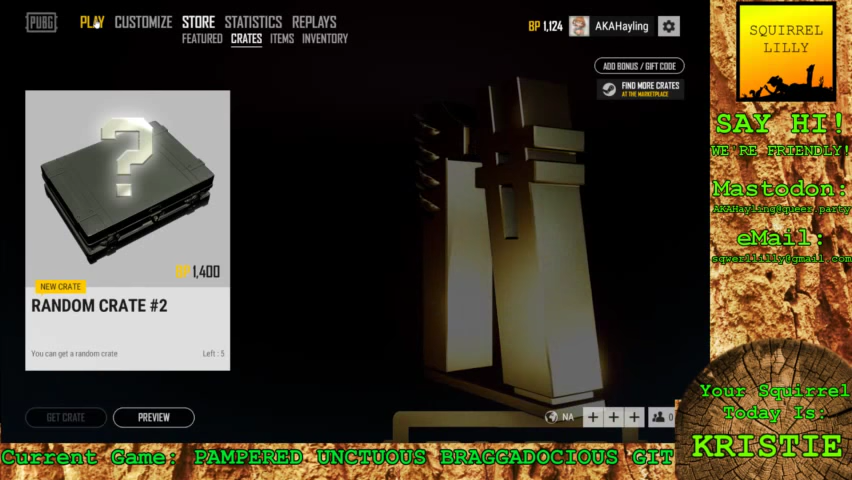 PUBG
PLAY CUSTOMIZE STORE STATISTICS REPLAYS
FEATURED CRATES ITEMS INVENTORY
BP 1,124 AKAHayling
ADD BONUS / GIFT CODE
FIND MORE CRATES
AT THE MARKETPLACE
?
BP 1,400
NEW CRATE
RANDOM CRATE #2
You can get a random crate Left : 5
GET CRATE PREVIEW
NA + + + 0
SQUIRREL
LILLY
SAY HI!
WE'RE FRIENDLY!
Mastodon:
AKAHayling@queer.party
eMail:
sqwerllilly@gmail.com
Your Squirrel
Today Is:
KRISTIE
Current Game: PAMPERED UNCTUOUS BRAGGADOCIOUS GIT